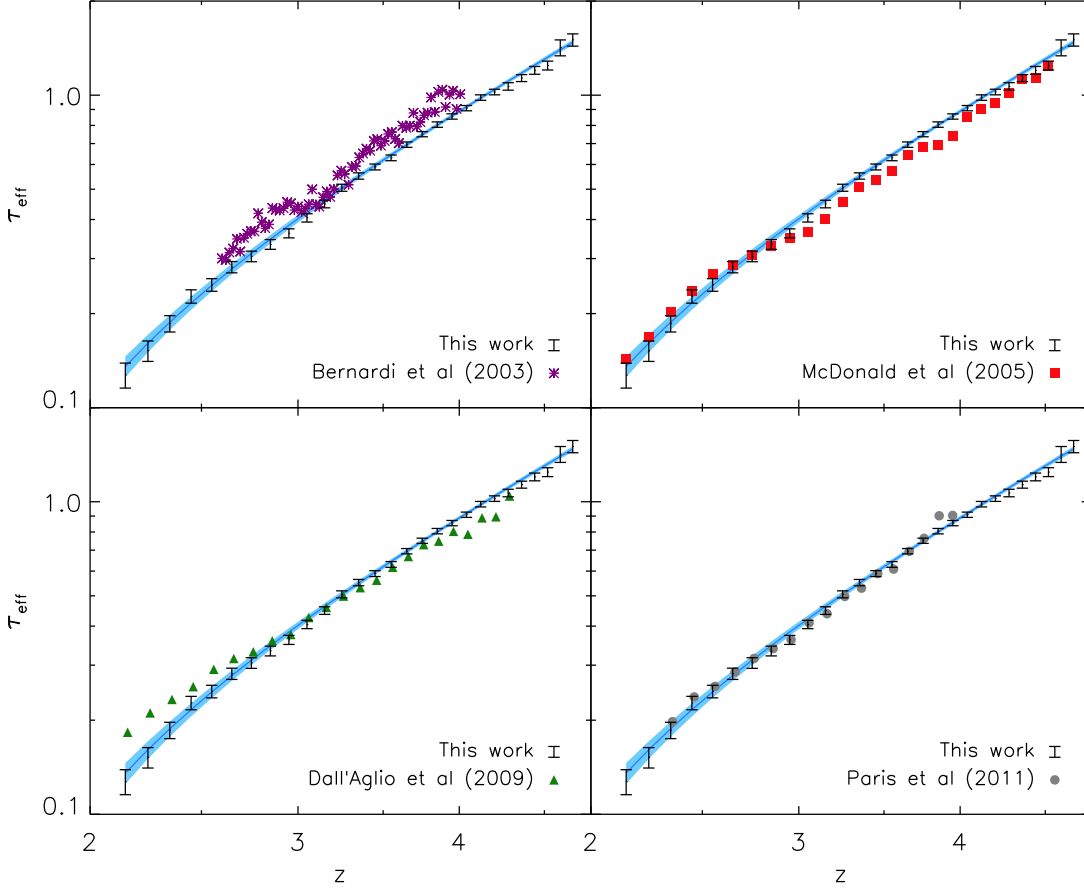 1.0
τeff
This work
This work
Bernardi et al (2003)
McDonald et al (2005)
0.1
1.0
τeff
This work
This work
Dall'Aglio et al (2009)
Paris et al (2011)
0.1
2
3
4
2
3
4
z
z